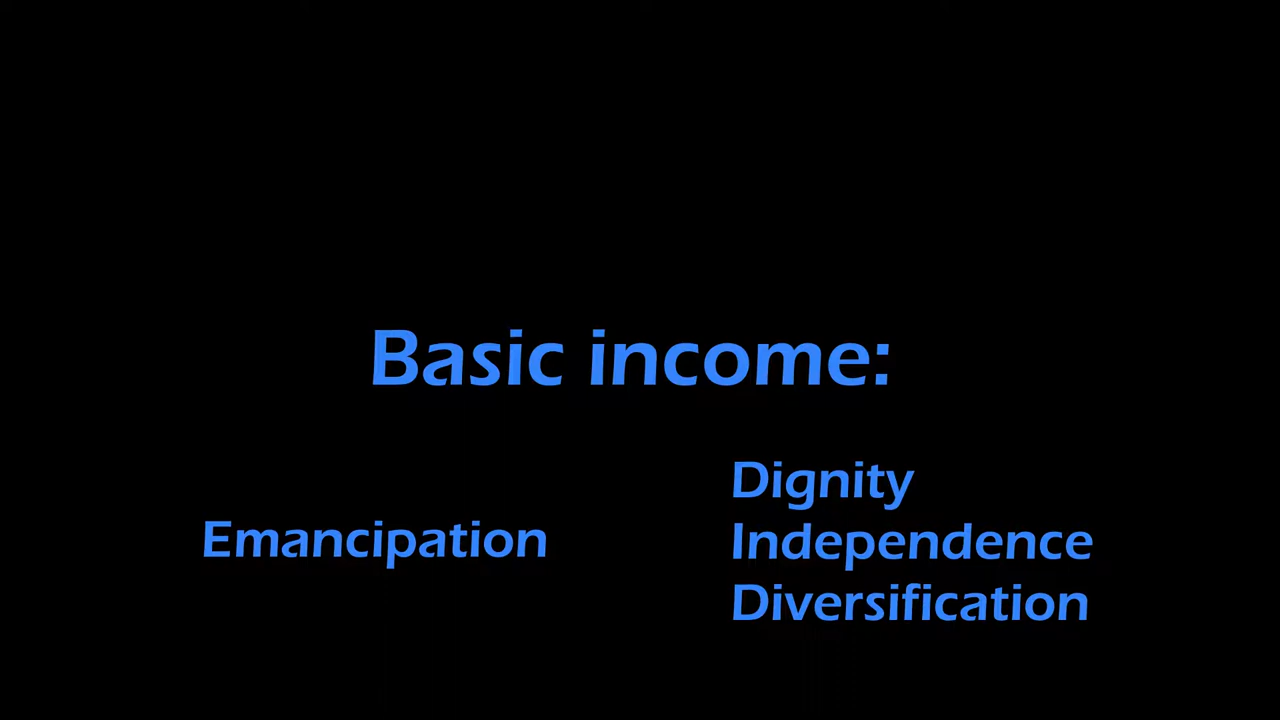 Basic income:
Emancipation
Dignity
Independence
Diversification